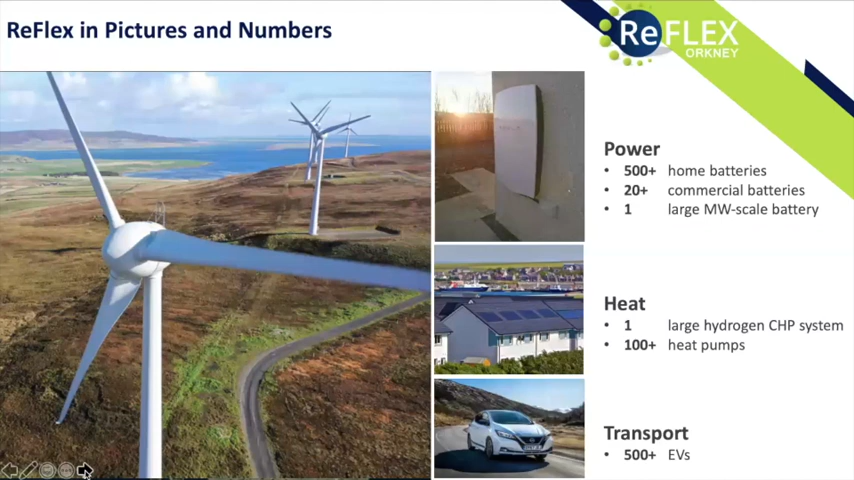 ReFlex in Pictures and Numbers
ReFLEX
ORKNEY
Power
• 500+ home batteries
• 20+ commercial batteries
• 1 large MW-scale battery
Heat
• 1 large hydrogen CHP system
• 100+ heat pumps
Transport
• 500+ EVs